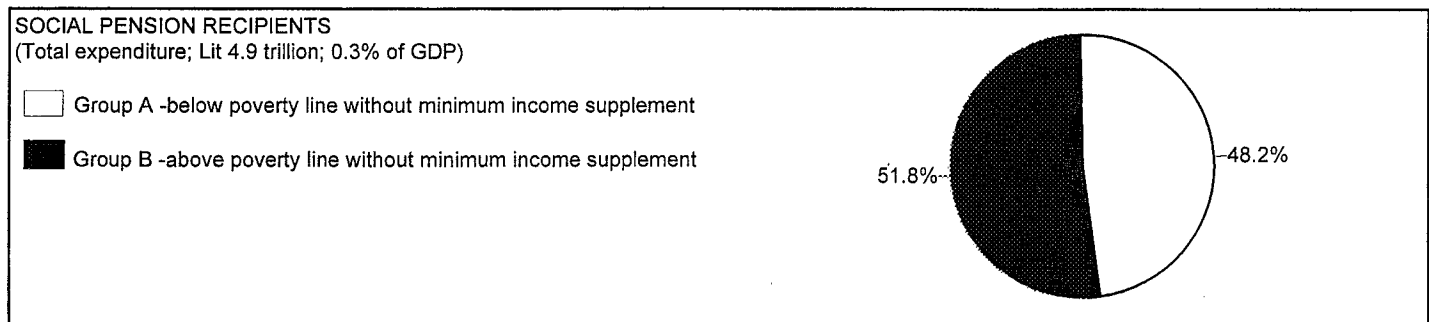 SOCIAL PENSION RECIPIENTS
(Total expenditure; Lit 4.9 trillion; 0.3% of GDP)
Group A -below poverty line without minimum income supplement
Group B -above poverty line without minimum income supplement
51.8%
48.2%